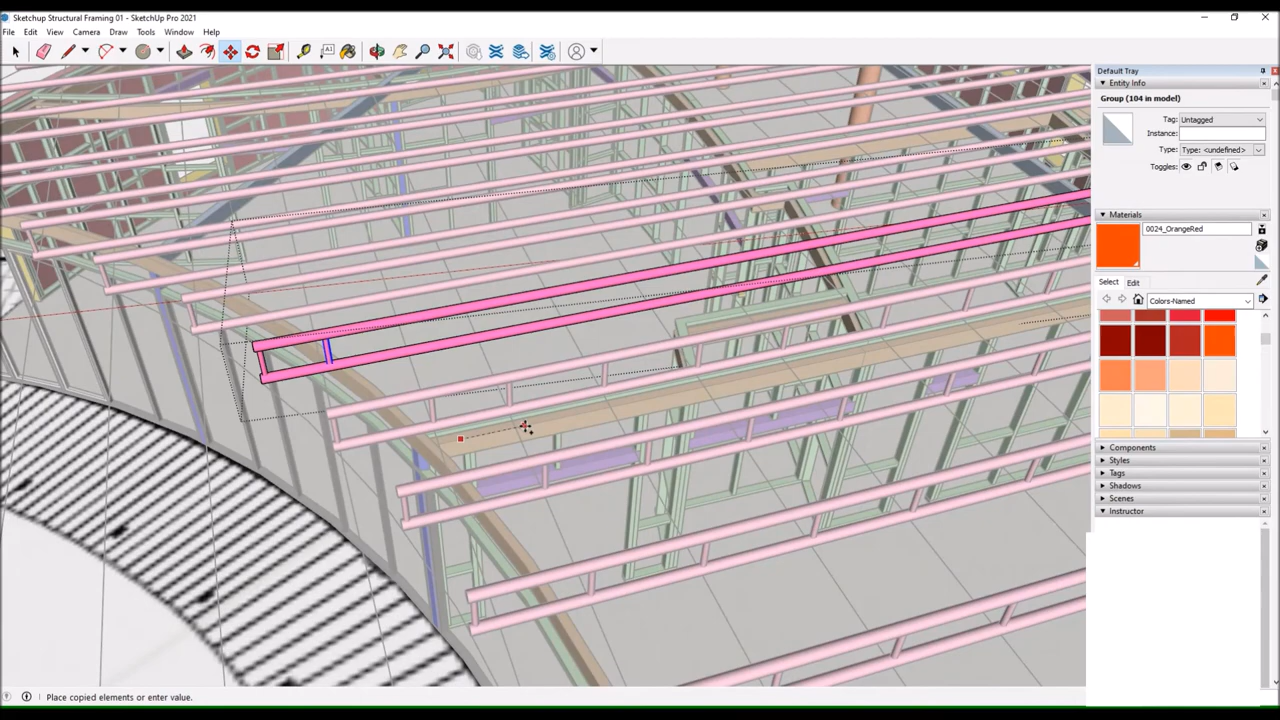 Sketchup Structural Framing 01 - SketchUp Pro 2021
File Edit View Camera Draw Tools Window Help
A1
Default Tray
Entity Info
Group (104 in model)
Tag: Untagged
Instance:
Type: Type: <undefined>
Toggles:
Materials
0024_OrangeRed
Select Edit
Colors-Named
Components
Styles
Tags
Shadows
Scenes
Instructor
Place copied elements or enter value.